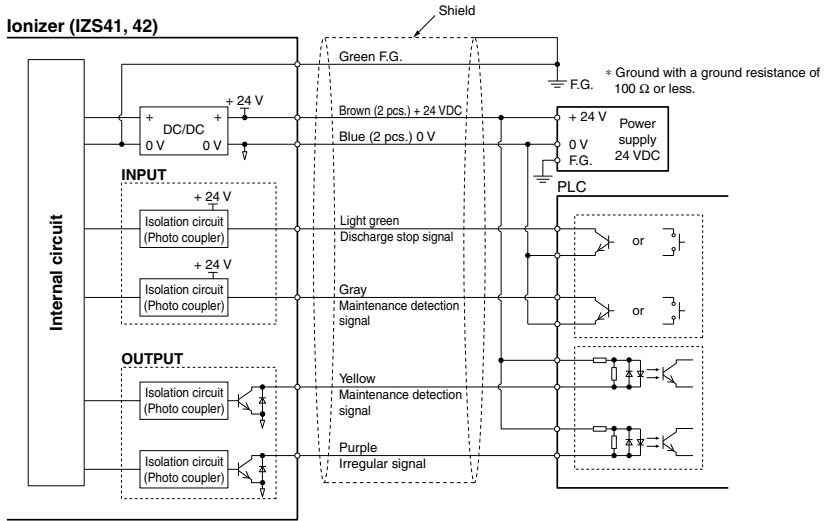 Shield
Ionizer (IZS41, 42)
Green F.G.
F.G.
* Ground with a ground resistance of
100 Ω or less.
+ 24 V
+ +
DC/DC
0 V 0 V
Brown (2 pcs.) + 24 VDC
Blue (2 pcs.) 0 V
+ 24 V
0 V
F.G.
Power
supply
24 VDC
INPUT
PLC
+ 24 V
Isolation circuit
(Photo coupler)
Light green
Discharge stop signal
or
+ 24 V
Isolation circuit
(Photo coupler)
Gray
Maintenance detection
signal
or
Internal circuit
OUTPUT
Isolation circuit
(Photo coupler)
Yellow
Maintenance detection
signal
Isolation circuit
(Photo coupler)
Purple
Irregular signal